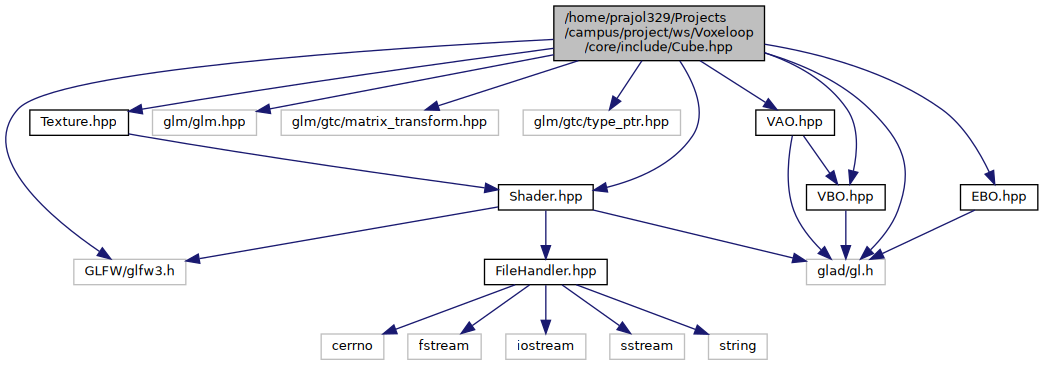 /home/prajol329/Projects
/campus/project/ws/Voxeloop
/core/include/Cube.hpp
Texture.hpp
glm/glm.hpp
glm/gtc/matrix_transform.hpp
glm/gtc/type_ptr.hpp
VAO.hpp
Shader.hpp
VBO.hpp
EBO.hpp
GLFW/glfw3.h
FileHandler.hpp
glad/gl.h
cerrno
fstream
iostream
sstream
string